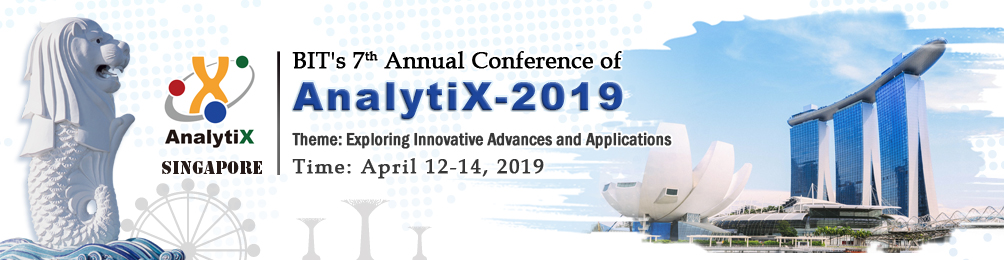 AnalytiX
SINGAPORE
BIT's 7th Annual Conference of
AnalytiX-2019
Theme: Exploring Innovative Advances and Applications
Time: April 12-14, 2019